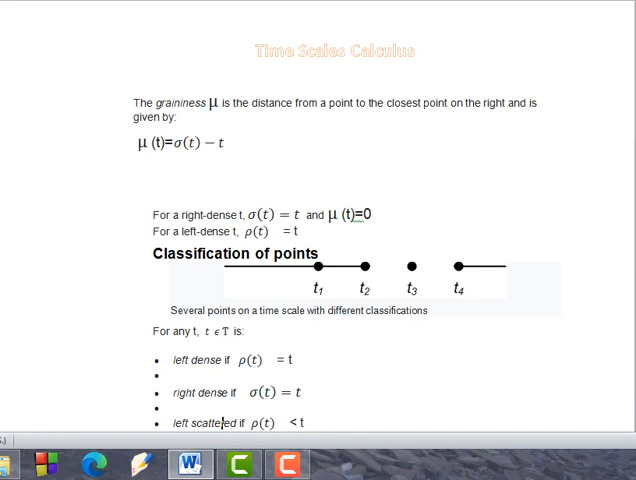 Time Scales Calculus
The graininess μ is the distance from a point to the closest point on the right and is
given by:
μ (t)=σ(t) − t
For a right-dense t, σ(t) = t and μ (t)=0
For a left-dense t, ρ(t) = t
Classification of points
t1 t2 t3 t4
Several points on a time scale with different classifications
For any t, t ϵ T is:
• left dense if ρ(t) = t
•
• right dense if σ(t) = t
•
• left scattered if ρ(t) < t
.)
W C C